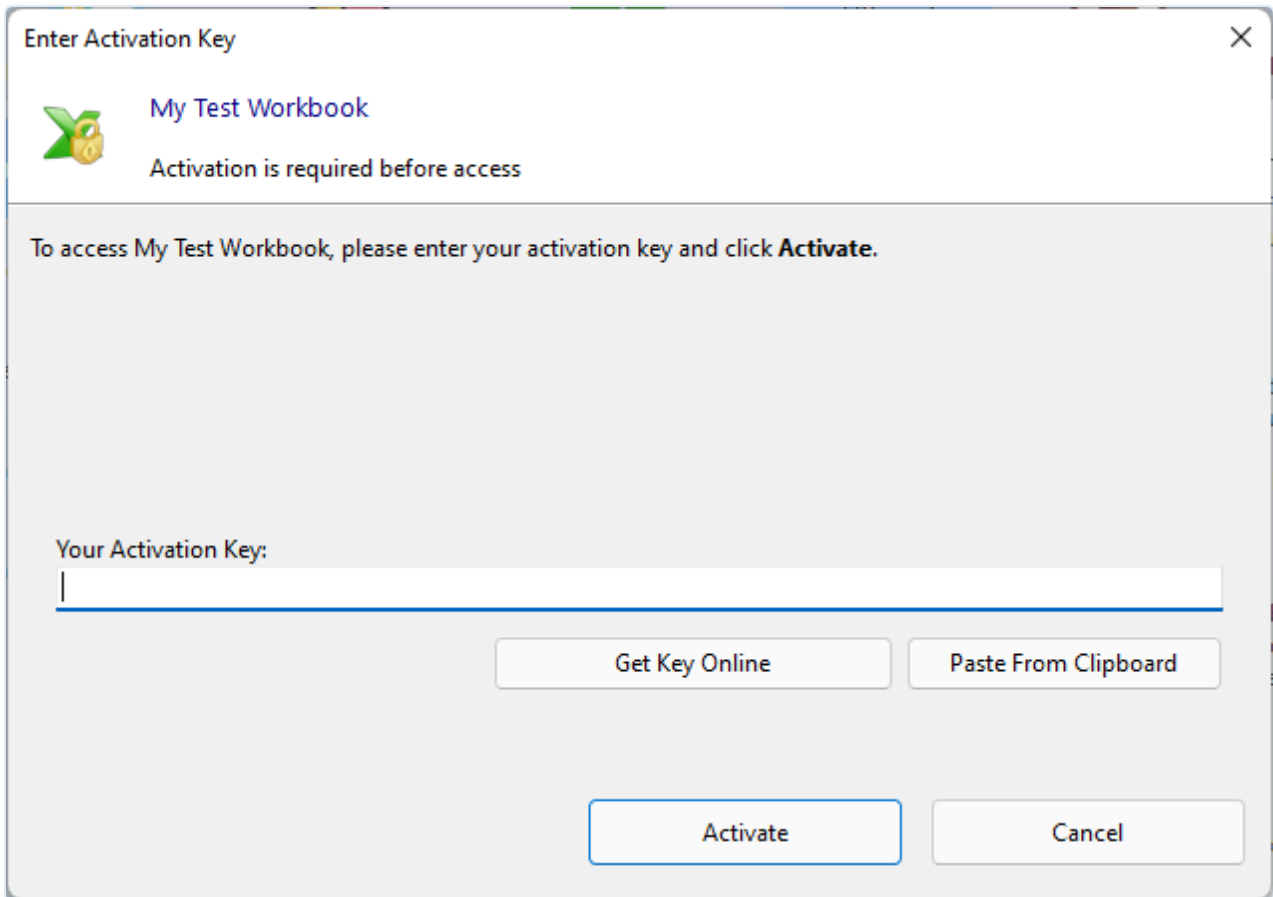 Enter Activation Key
My Test Workbook
Activation is required before access
To access My Test Workbook, please enter your activation key and click Activate.
Your Activation Key:
Get Key Online
Paste From Clipboard
Activate
Cancel